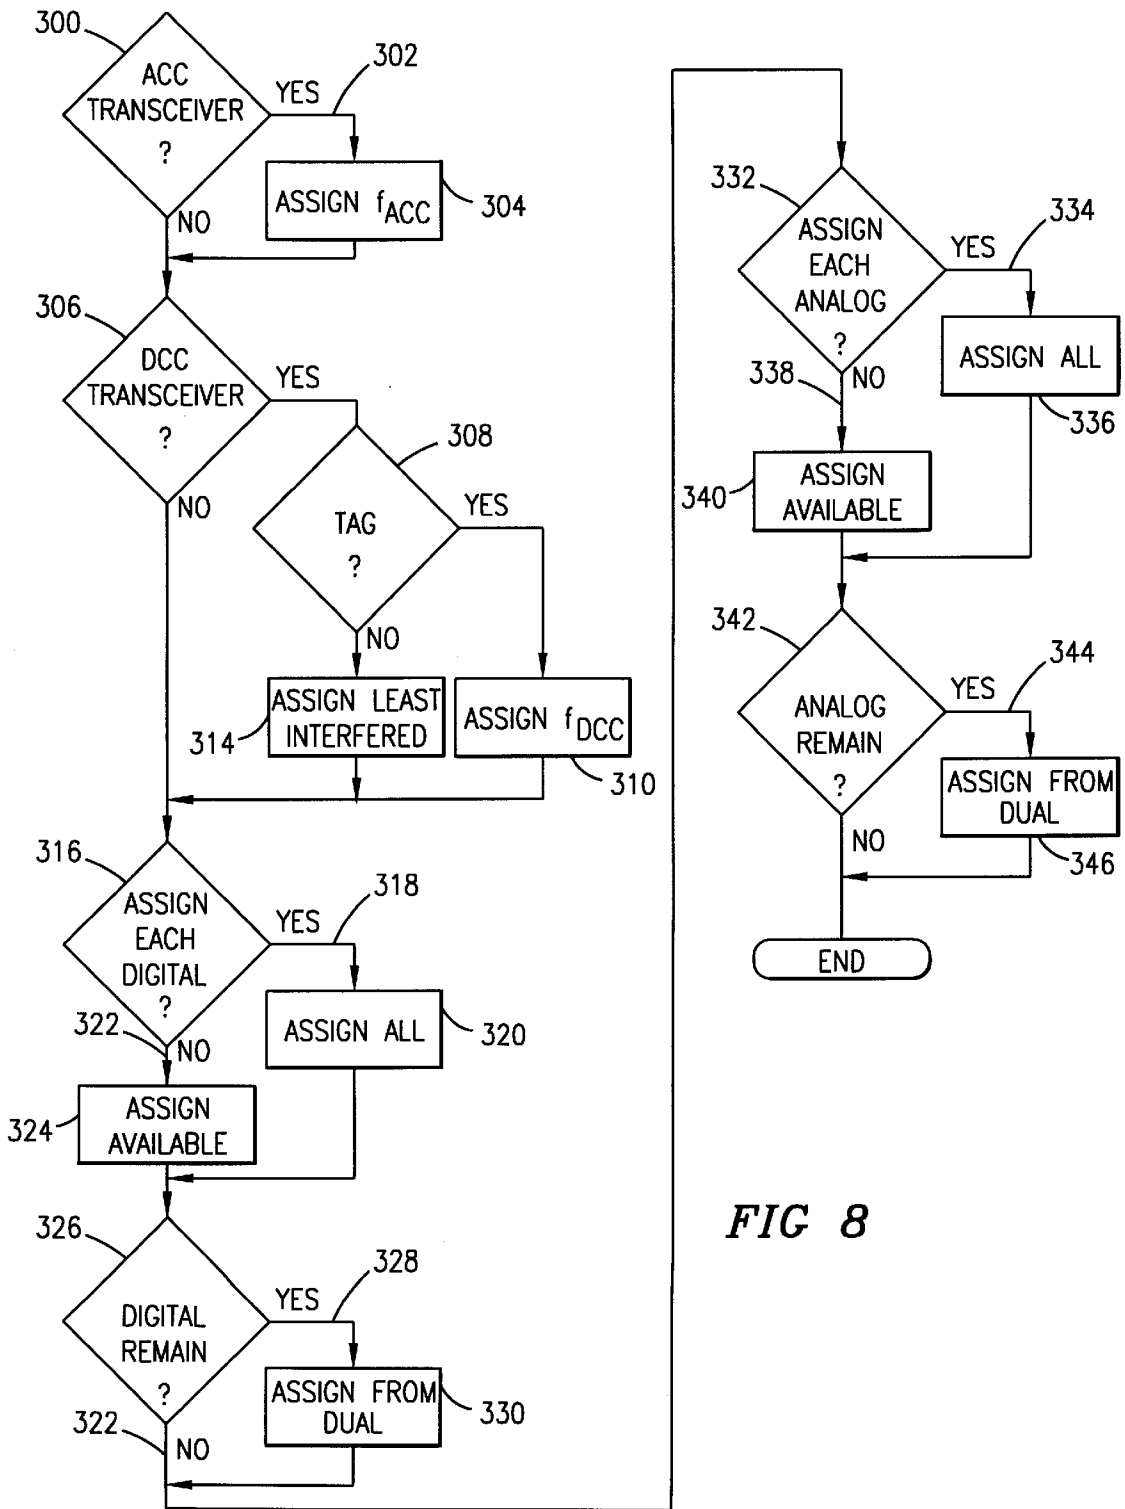 300
ACC
TRANSCEIVER
?
YES
302
ASSIGN fACC
304
NO
306
DCC
TRANSCEIVER
?
YES
NO
308
TAG
?
YES
NO
ASSIGN LEAST
INTERFERED
314
ASSIGN fDCC
310
316
ASSIGN
EACH
DIGITAL
?
YES
318
ASSIGN ALL
320
322
NO
ASSIGN
AVAILABLE
324
326
DIGITAL
REMAIN
?
YES
328
ASSIGN FROM
DUAL
330
322
NO
332
ASSIGN
EACH
ANALOG
?
YES
334
ASSIGN ALL
336
338
NO
ASSIGN
AVAILABLE
340
342
ANALOG
REMAIN
?
YES
344
ASSIGN FROM
DUAL
346
NO
END
FIG 8